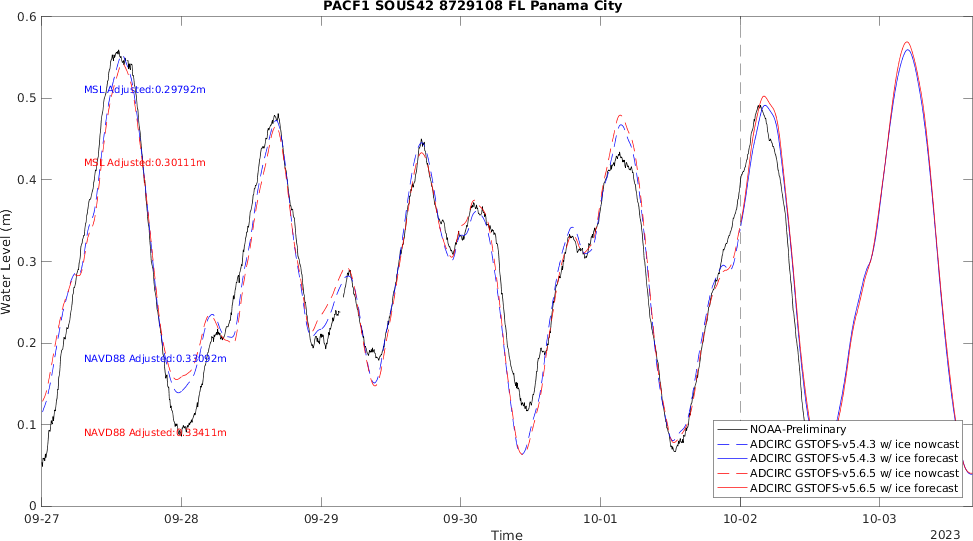 PACF1 SOUS42 8729108 FL Panama City
0.6
0.5
0.4
0.3
0.2
0.1
0
Water Level (m)
MSL Adjusted:0.29792m
MSL Adjusted:0.30111m
NAVD88 Adjusted:0.33092m
NAVD88 Adjusted:0.33411m
NOAA-Preliminary
ADCIRC GSTOFS-v5.4.3 w/ ice nowcast
ADCIRC GSTOFS-v5.4.3 w/ ice forecast
ADCIRC GSTOFS-v5.6.5 w/ ice nowcast
ADCIRC GSTOFS-v5.6.5 w/ ice forecast
09-27 09-28 09-29 09-30 10-01 10-02 10-03
Time
2023